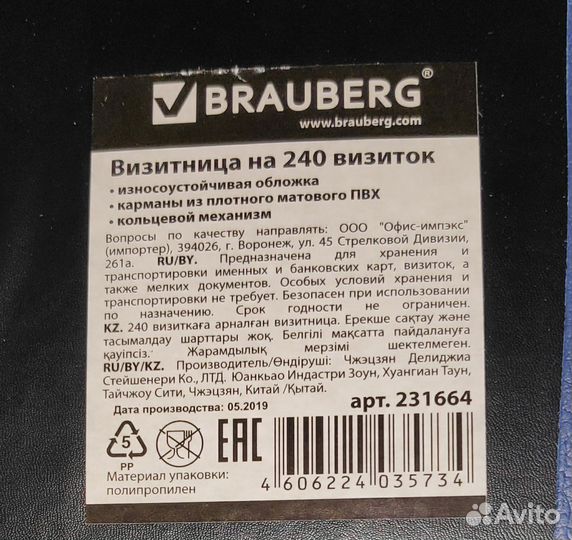 BRAUBERG®
www.brauberg.com
Визитница на 240 визиток
• износоустойчивая обложка
• карманы из плотного матового ПВХ
• кольцевой механизм
Вопросы по качеству направлять: ООО "Офис-импэкс"
(импортер), 394026, г. Воронеж, ул. 45 Стрелковой Дивизии,
261а. RU/BY. Предназначена для хранения и
транспортировки именных и банковских карт, визиток, а
также мелких документов. Особых условий хранения и
транспортировки не требует. Безопасен при использовании
по назначению. Срок годности не ограничен.
KZ. 240 визиткаға арналған визитница. Ерекше сақтау және
тасымалдау шарттары жоқ. Белгілі мақсатта пайдалануға
қауіпсіз. Жарамдылық мерзімі шектелмеген.
RU/BY/KZ. Производитель/Өндіруші: Чжэцзян Делиджиа
Стейшенери Ко., ЛТД. Юанкьао Индастри Зоун, Хуангиан Таун,
Тайчжоу Сити, Чжэцзян, Китай /Қытай.
Дата производства: 05.2019
арт. 231664
5
PP
EAC
Материал упаковки:
полипропилен
4 606224 035734
Avito